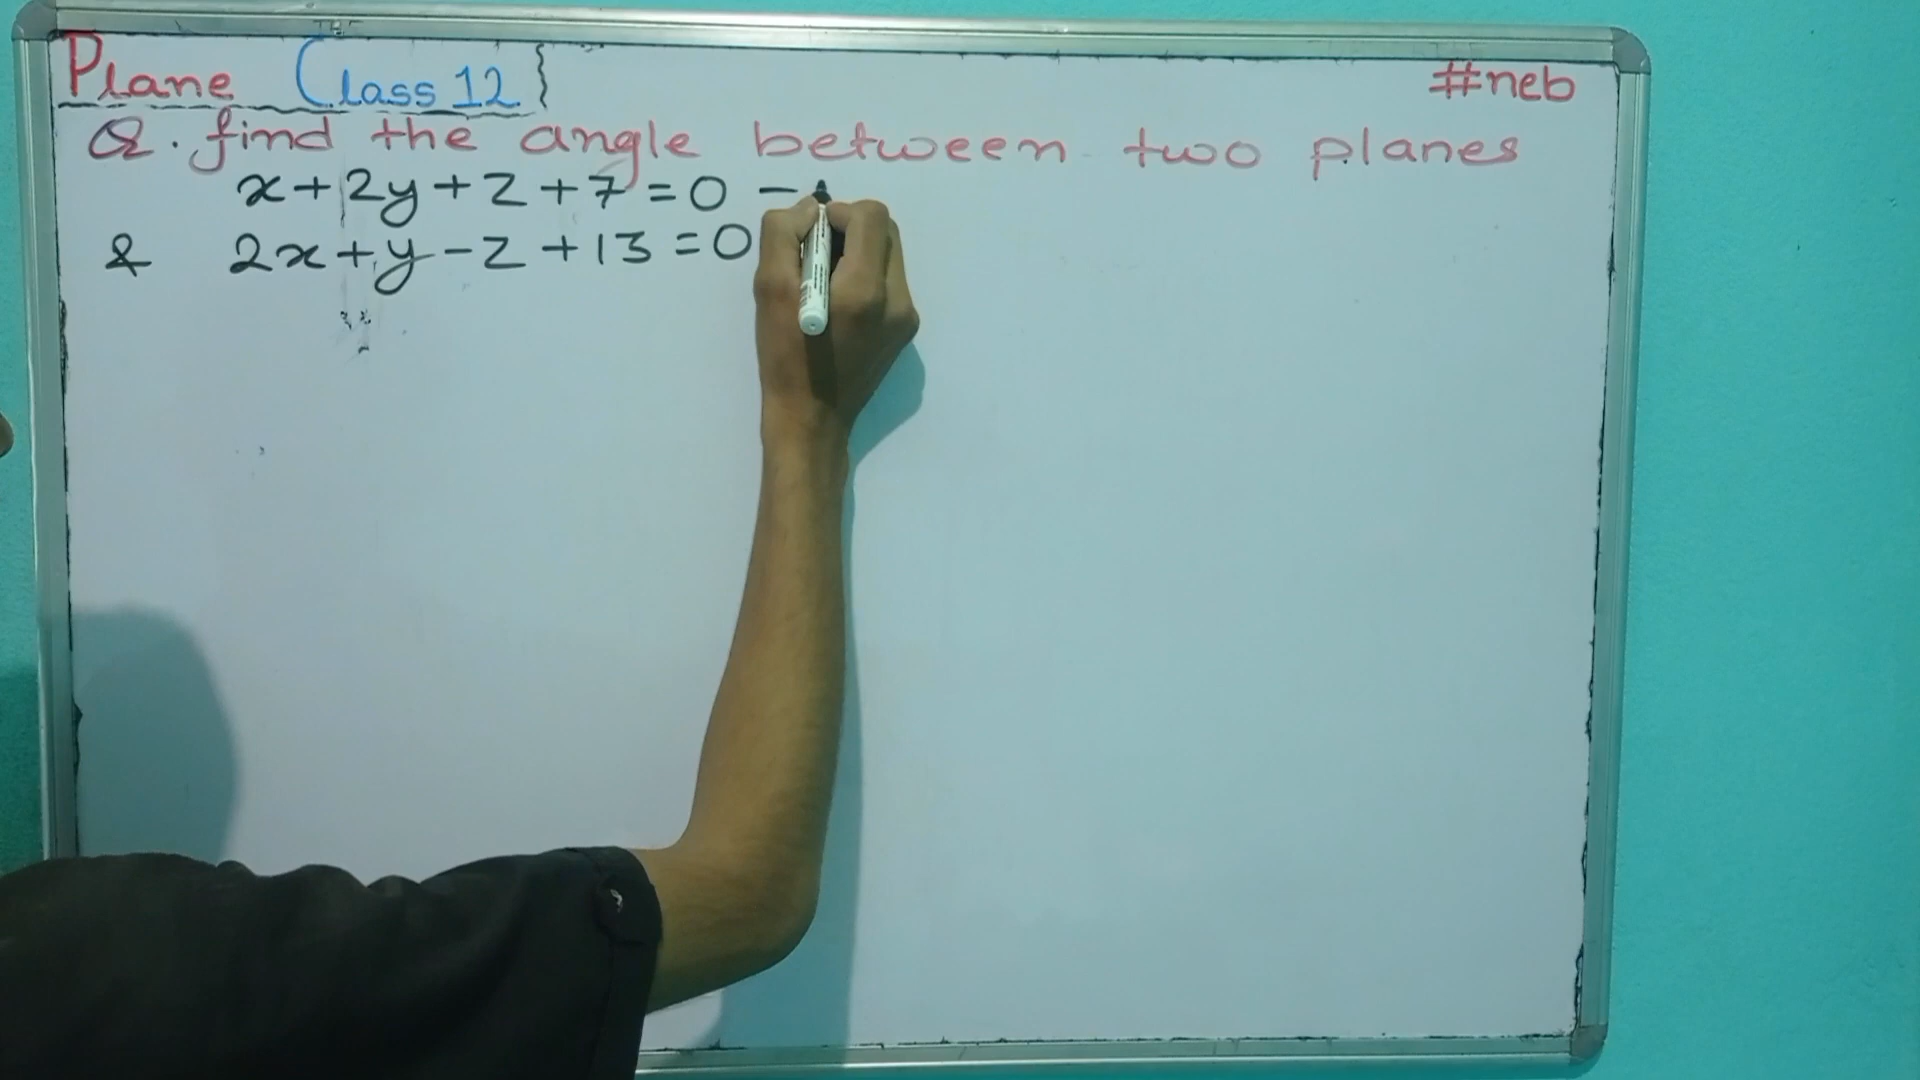 Plane Class 12 }
#neb
Q. find the angle between two planes
x+2y+z+7=0 -
& 2x+y-z+13=0